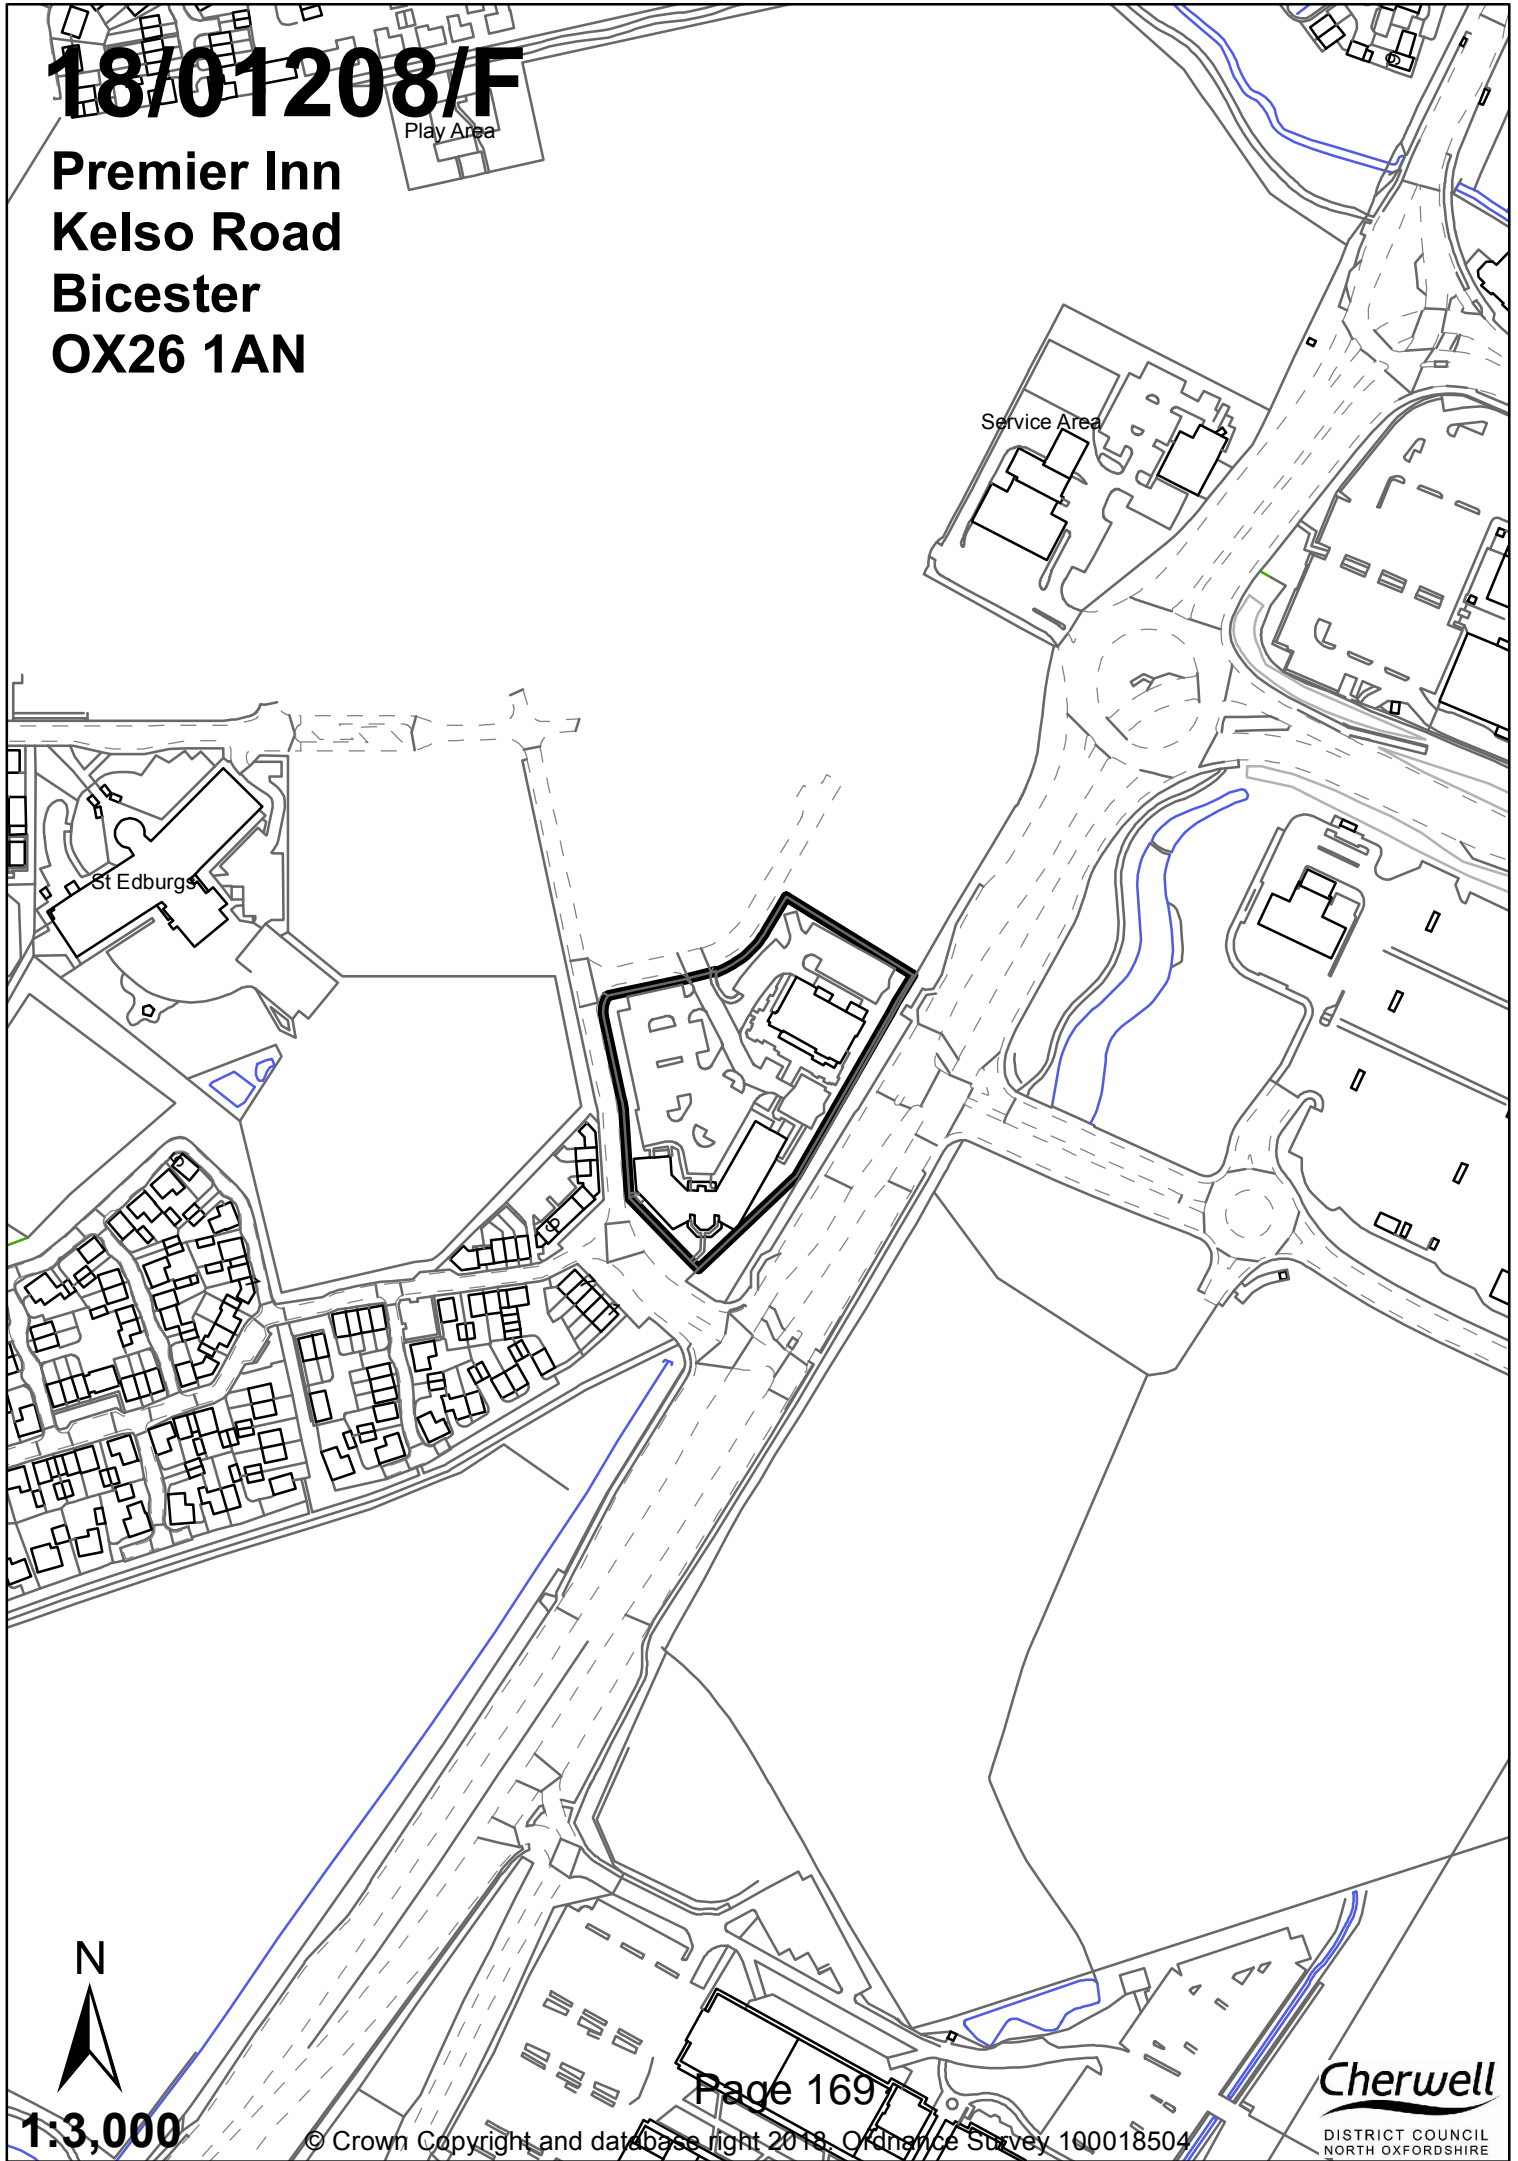 18/01208/F
Premier Inn
Kelso Road
Bicester
OX26 1AN
Play Area
Service Area
St Edburgs
N
1:3,000
Page 169
© Crown Copyright and database right 2018. Ordnance Survey 100018504
Cherwell
DISTRICT COUNCIL
NORTH OXFORDSHIRE